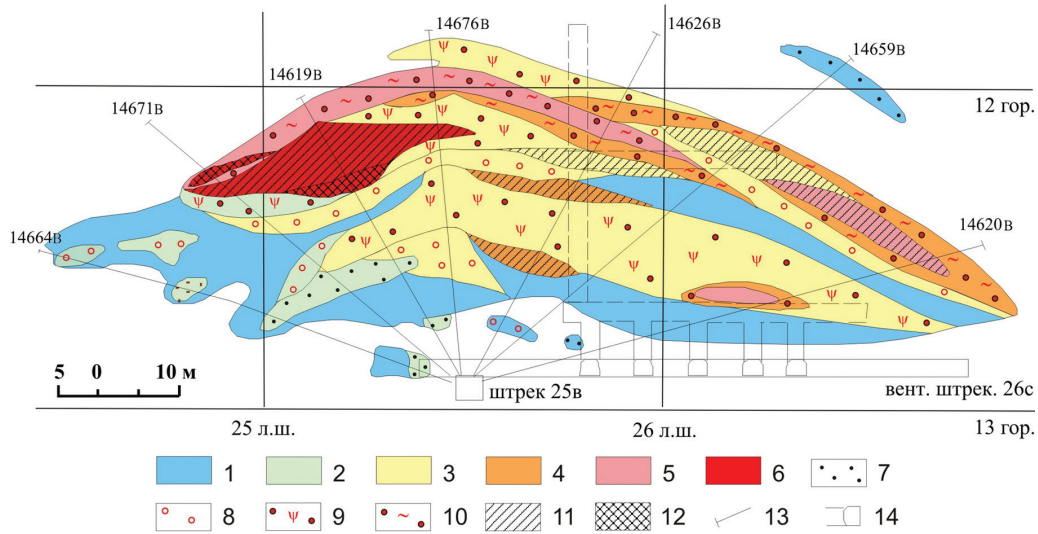 14676в
14626в
14659в
14619в
12 гор.
14671в
14664в
14620в
5 0 10 м
штрек 25в
вент. штрек. 26с
25 л.ш.
26 л.ш.
13 гор.
1 2 3 4 5 6 7
8 9 10 11 12 13 14